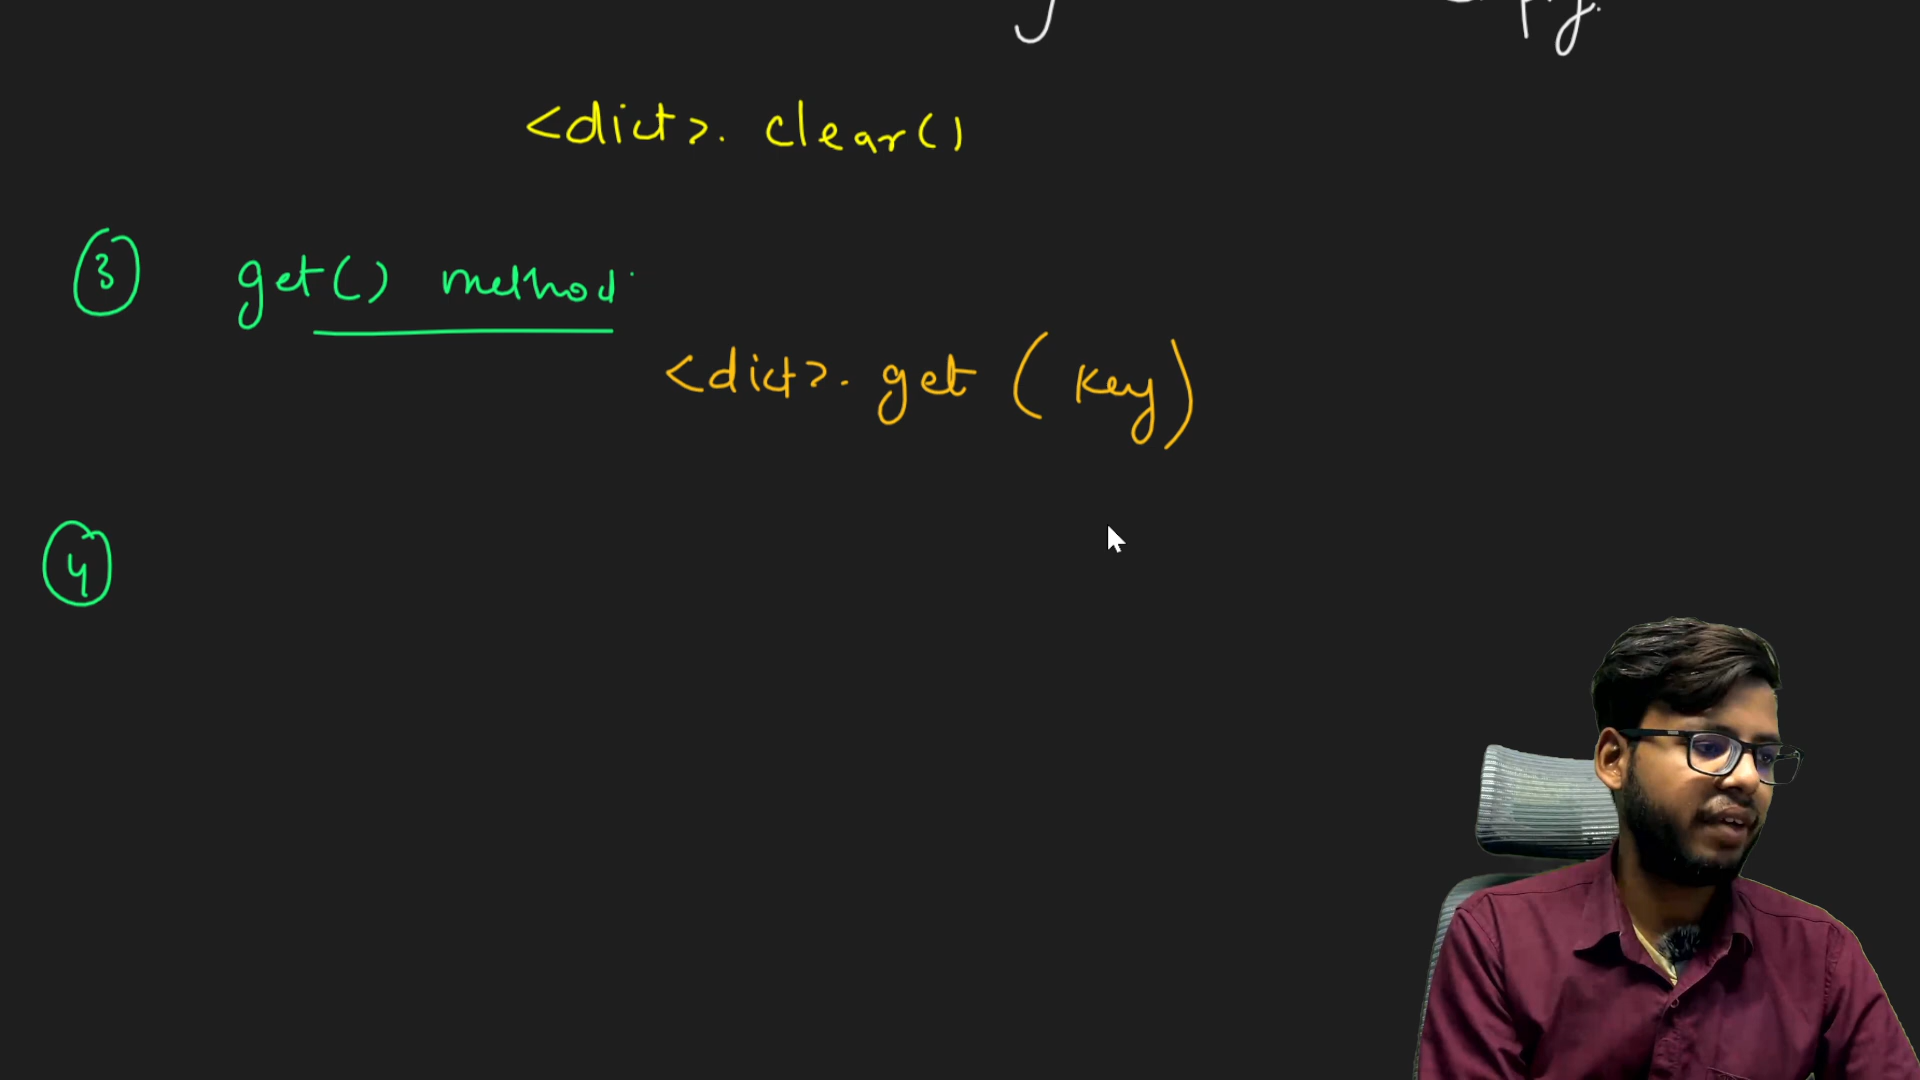 <dict>. clear()
3 get() method
<dict>. get (key)
4